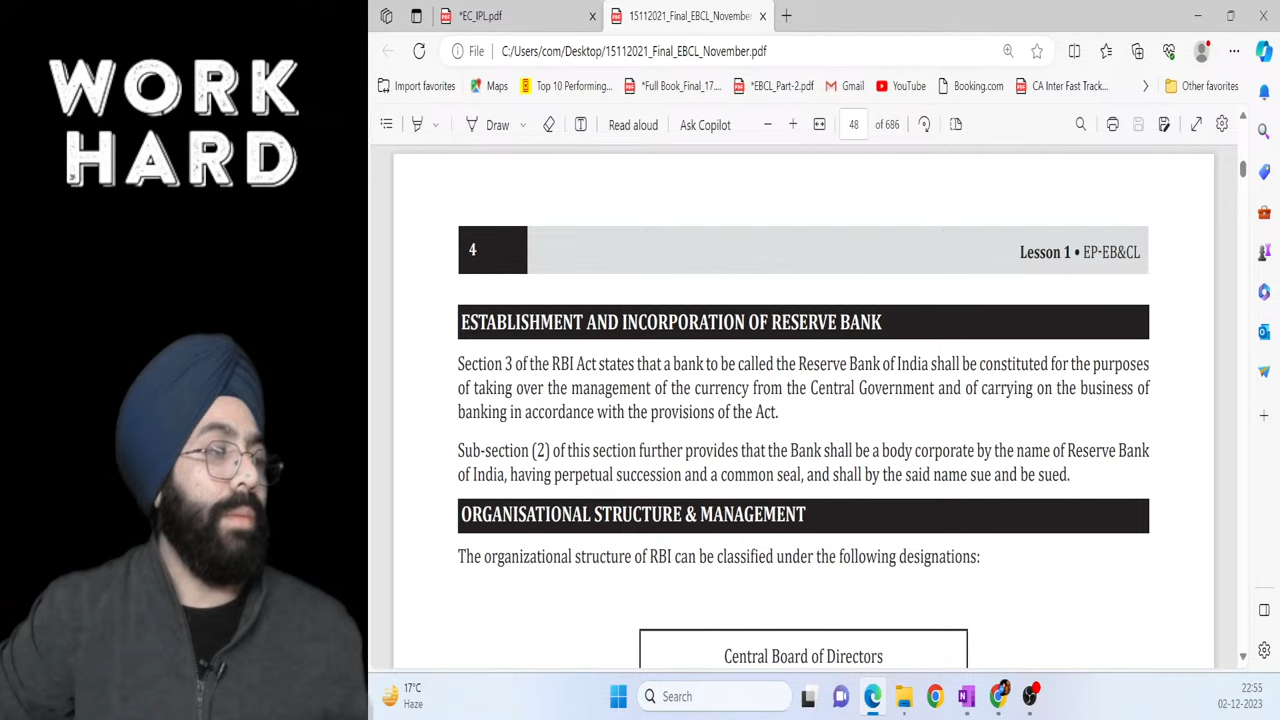 WORK
HARD
*EC_IPL.pdf
15112021_Final_EBCL_November
File
C:/Users/com/Desktop/15112021_Final_EBCL_November.pdf
Import favorites
Maps
Top 10 Performing...
*Full_Book_Final_17...
*EBCL_Part-2.pdf
Gmail
YouTube
Booking.com
CA Inter Fast Track...
Other favorites
Draw
Read aloud
Ask Copilot
48
of 686
4
Lesson 1 • EP-EB&CL
ESTABLISHMENT AND INCORPORATION OF RESERVE BANK
Section 3 of the RBI Act states that a bank to be called the Reserve Bank of India shall be constituted for the purposes
of taking over the management of the currency from the Central Government and of carrying on the business of
banking in accordance with the provisions of the Act.
Sub-section (2) of this section further provides that the Bank shall be a body corporate by the name of Reserve Bank
of India, having perpetual succession and a common seal, and shall by the said name sue and be sued.
ORGANISATIONAL STRUCTURE & MANAGEMENT
The organizational structure of RBI can be classified under the following designations:
Central Board of Directors
17°C
Haze
Search
22:55
02-12-2023